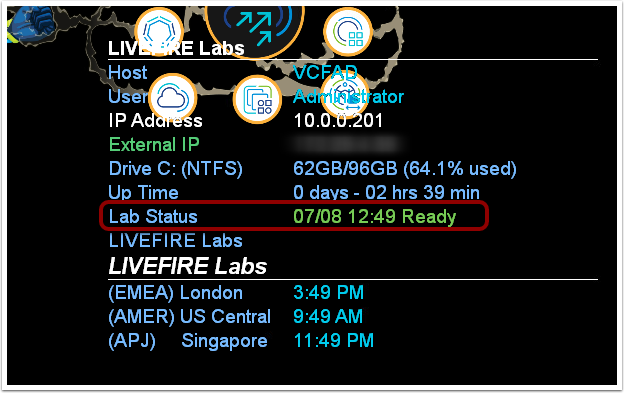 LIVEFIRE Labs
Host VCFAD
User Administrator
IP Address 10.0.0.201
External IP
Drive C: (NTFS) 62GB/96GB (64.1% used)
Up Time 0 days - 02 hrs 39 min
Lab Status 07/08 12:49 Ready
LIVEFIRE Labs
LIVEFIRE Labs
(EMEA) London 3:49 PM
(AMER) US Central 9:49 AM
(APJ) Singapore 11:49 PM